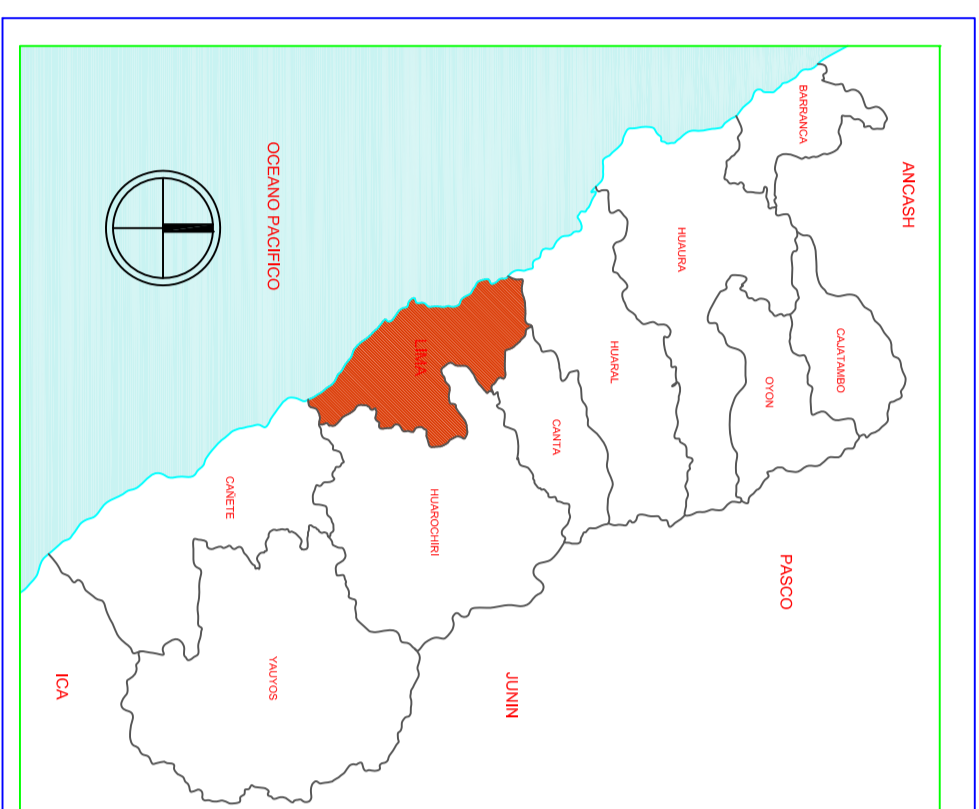 ANCASH
CAJATAMBO
BARRANCA
PASCO
OYON
HUAURA
HUARAL
CANTA
JUNIN
HUAROCHIRI
LIMA
OCEANO PACIFICO
YAUYOS
CAÑETE
ICA